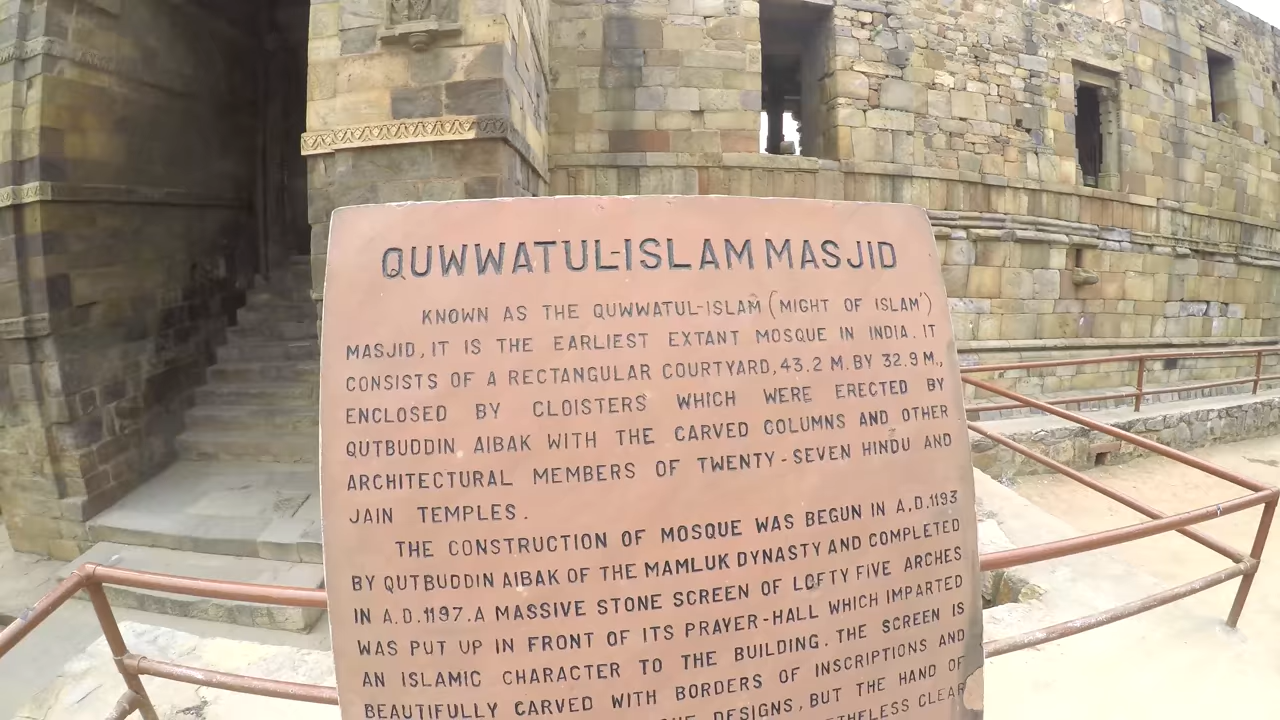 QUWWATUL-ISLAM MASJID
KNOWN AS THE QUWWATUL-ISLAM (MIGHT OF ISLAM')
MASJID, IT IS THE EARLIEST EXTANT MOSQUE IN INDIA. IT
CONSISTS OF A RECTANGULAR COURTYARD, 43.2 M. BY 32.9 M.,
ENCLOSED BY CLOISTERS WHICH WERE ERECTED BY
QUTBUDDIN AIBAK WITH THE CARVED COLUMNS AND OTHER
ARCHITECTURAL MEMBERS OF TWENTY-SEVEN HINDU AND
JAIN TEMPLES.
THE CONSTRUCTION OF MOSQUE WAS BEGUN IN A.D.1193
BY QUTBUDDIN AIBAK OF THE MAMLUK DYNASTY AND COMPLETED
IN A.D.1197. A MASSIVE STONE SCREEN OF LOFTY FIVE ARCHES
WAS PUT UP IN FRONT OF ITS PRAYER-HALL WHICH IMPARTED
AN ISLAMIC CHARACTER TO THE BUILDING. THE SCREEN IS
BEAUTIFULLY CARVED WITH BORDERS OF INSCRIPTIONS AND
DESIGNS, BUT THE HAND OF
CLEAR